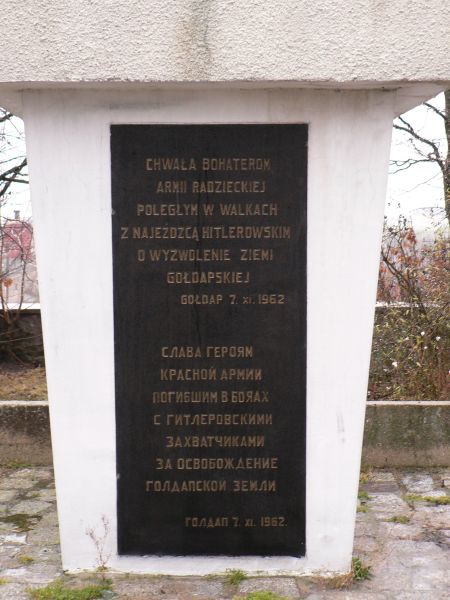 CHWAŁA BOHATEROM
ARMII RADZIECKIEJ
POLEGŁYM W WALKACH
Z NAJEŹDZCĄ HITLEROWSKIM
O WYZWOLENIE ZIEMI
GOŁDAPSKIEJ
GOŁDAP 7. XI. 1962
СЛАВА ГЕРОЯМ
КРАСНОЙ АРМИИ
ПОГИБШИМ В БОЯХ
С ГИТЛЕРОВСКИМИ
ЗАХВАТЧИКАМИ
ЗА ОСВОБОЖДЕНИЕ
ГОЛДАПСКОЙ ЗЕМЛИ
ГОЛДАП 7. XI. 1962.